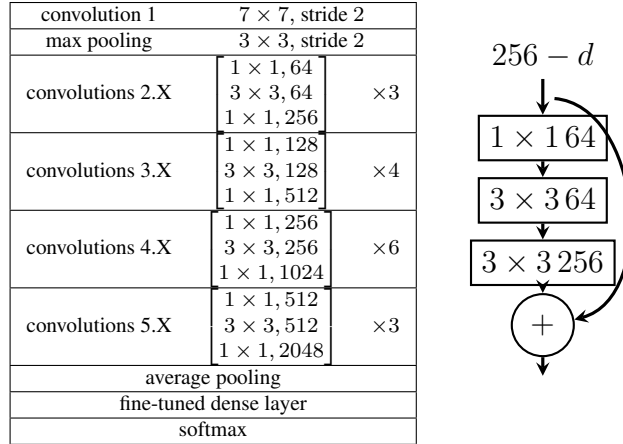 convolution 1 7 × 7, stride 2
max pooling 3 × 3, stride 2
convolutions 2.X [1 × 1, 64
3 × 3, 64
1 × 1, 256] ×3
convolutions 3.X [1 × 1, 128
3 × 3, 128
1 × 1, 512] ×4
convolutions 4.X [1 × 1, 256
3 × 3, 256
1 × 1, 1024] ×6
convolutions 5.X [1 × 1, 512
3 × 3, 512
1 × 1, 2048] ×3
average pooling
fine-tuned dense layer
softmax
256 − d
1 × 1 64
3 × 3 64
3 × 3 256
+